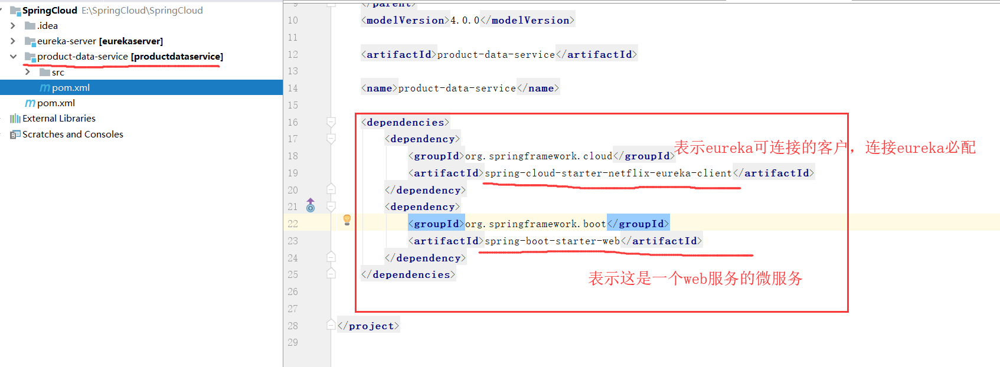 SpringCloud E:\SpringCloud\SpringCloud
.idea
eureka-server [eurekaserver]
product-data-service [productdataservice]
src
pom.xml
pom.xml
External Libraries
Scratches and Consoles
9 </parent>
10 <modelVersion>4.0.0</modelVersion>
11
12 <artifactId>product-data-service</artifactId>
13
14 <name>product-data-service</name>
15
16 <dependencies>
17 <dependency>
18 <groupId>org.springframework.cloud</groupId>
表示eureka可连接的客户，连接eureka必配
19 <artifactId>spring-cloud-starter-netflix-eureka-client</artifactId>
20 </dependency>
21 <dependency>
22 <groupId>org.springframework.boot</groupId>
23 <artifactId>spring-boot-starter-web</artifactId>
24 </dependency>
25 </dependencies>
表示这是一个web服务的微服务
26
27
28 </project>
29